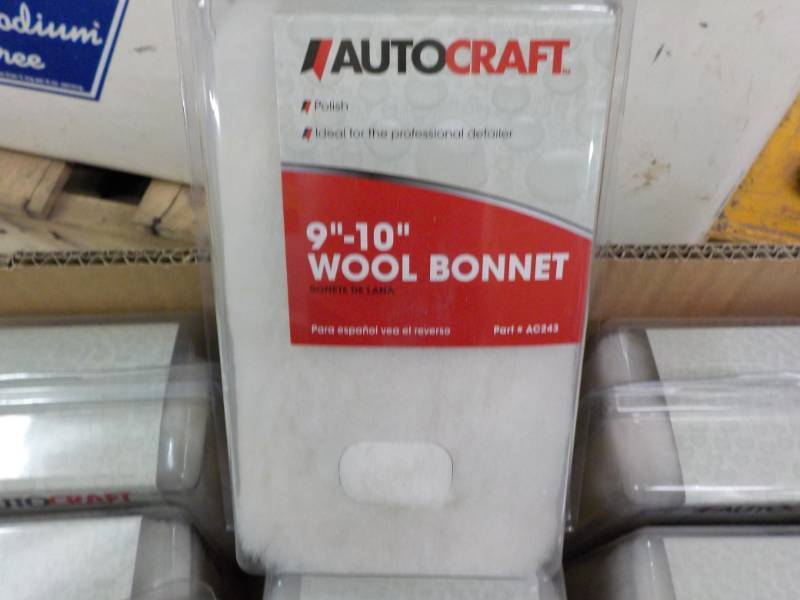 AUTOCRAFT
Polish
Ideal for the professional detailer
9"-10"
WOOL BONNET
BONETE DE LANA
Para español vea el reverso
Part # AC243
AUTOCRAFT